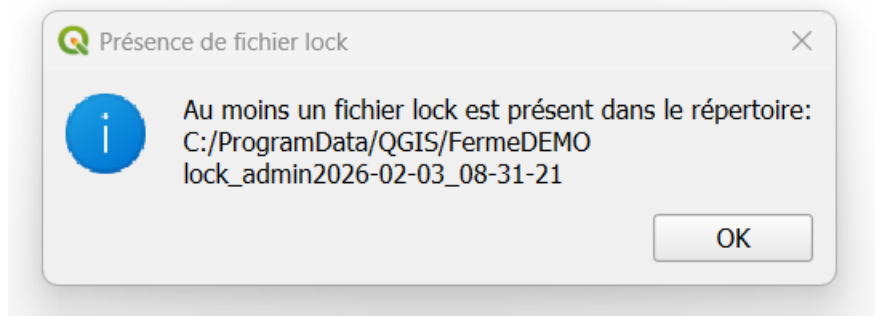 Présence de fichier lock
Au moins un fichier lock est présent dans le répertoire:
C:/ProgramData/QGIS/FermeDEMO
lock_admin2026-02-03_08-31-21
OK